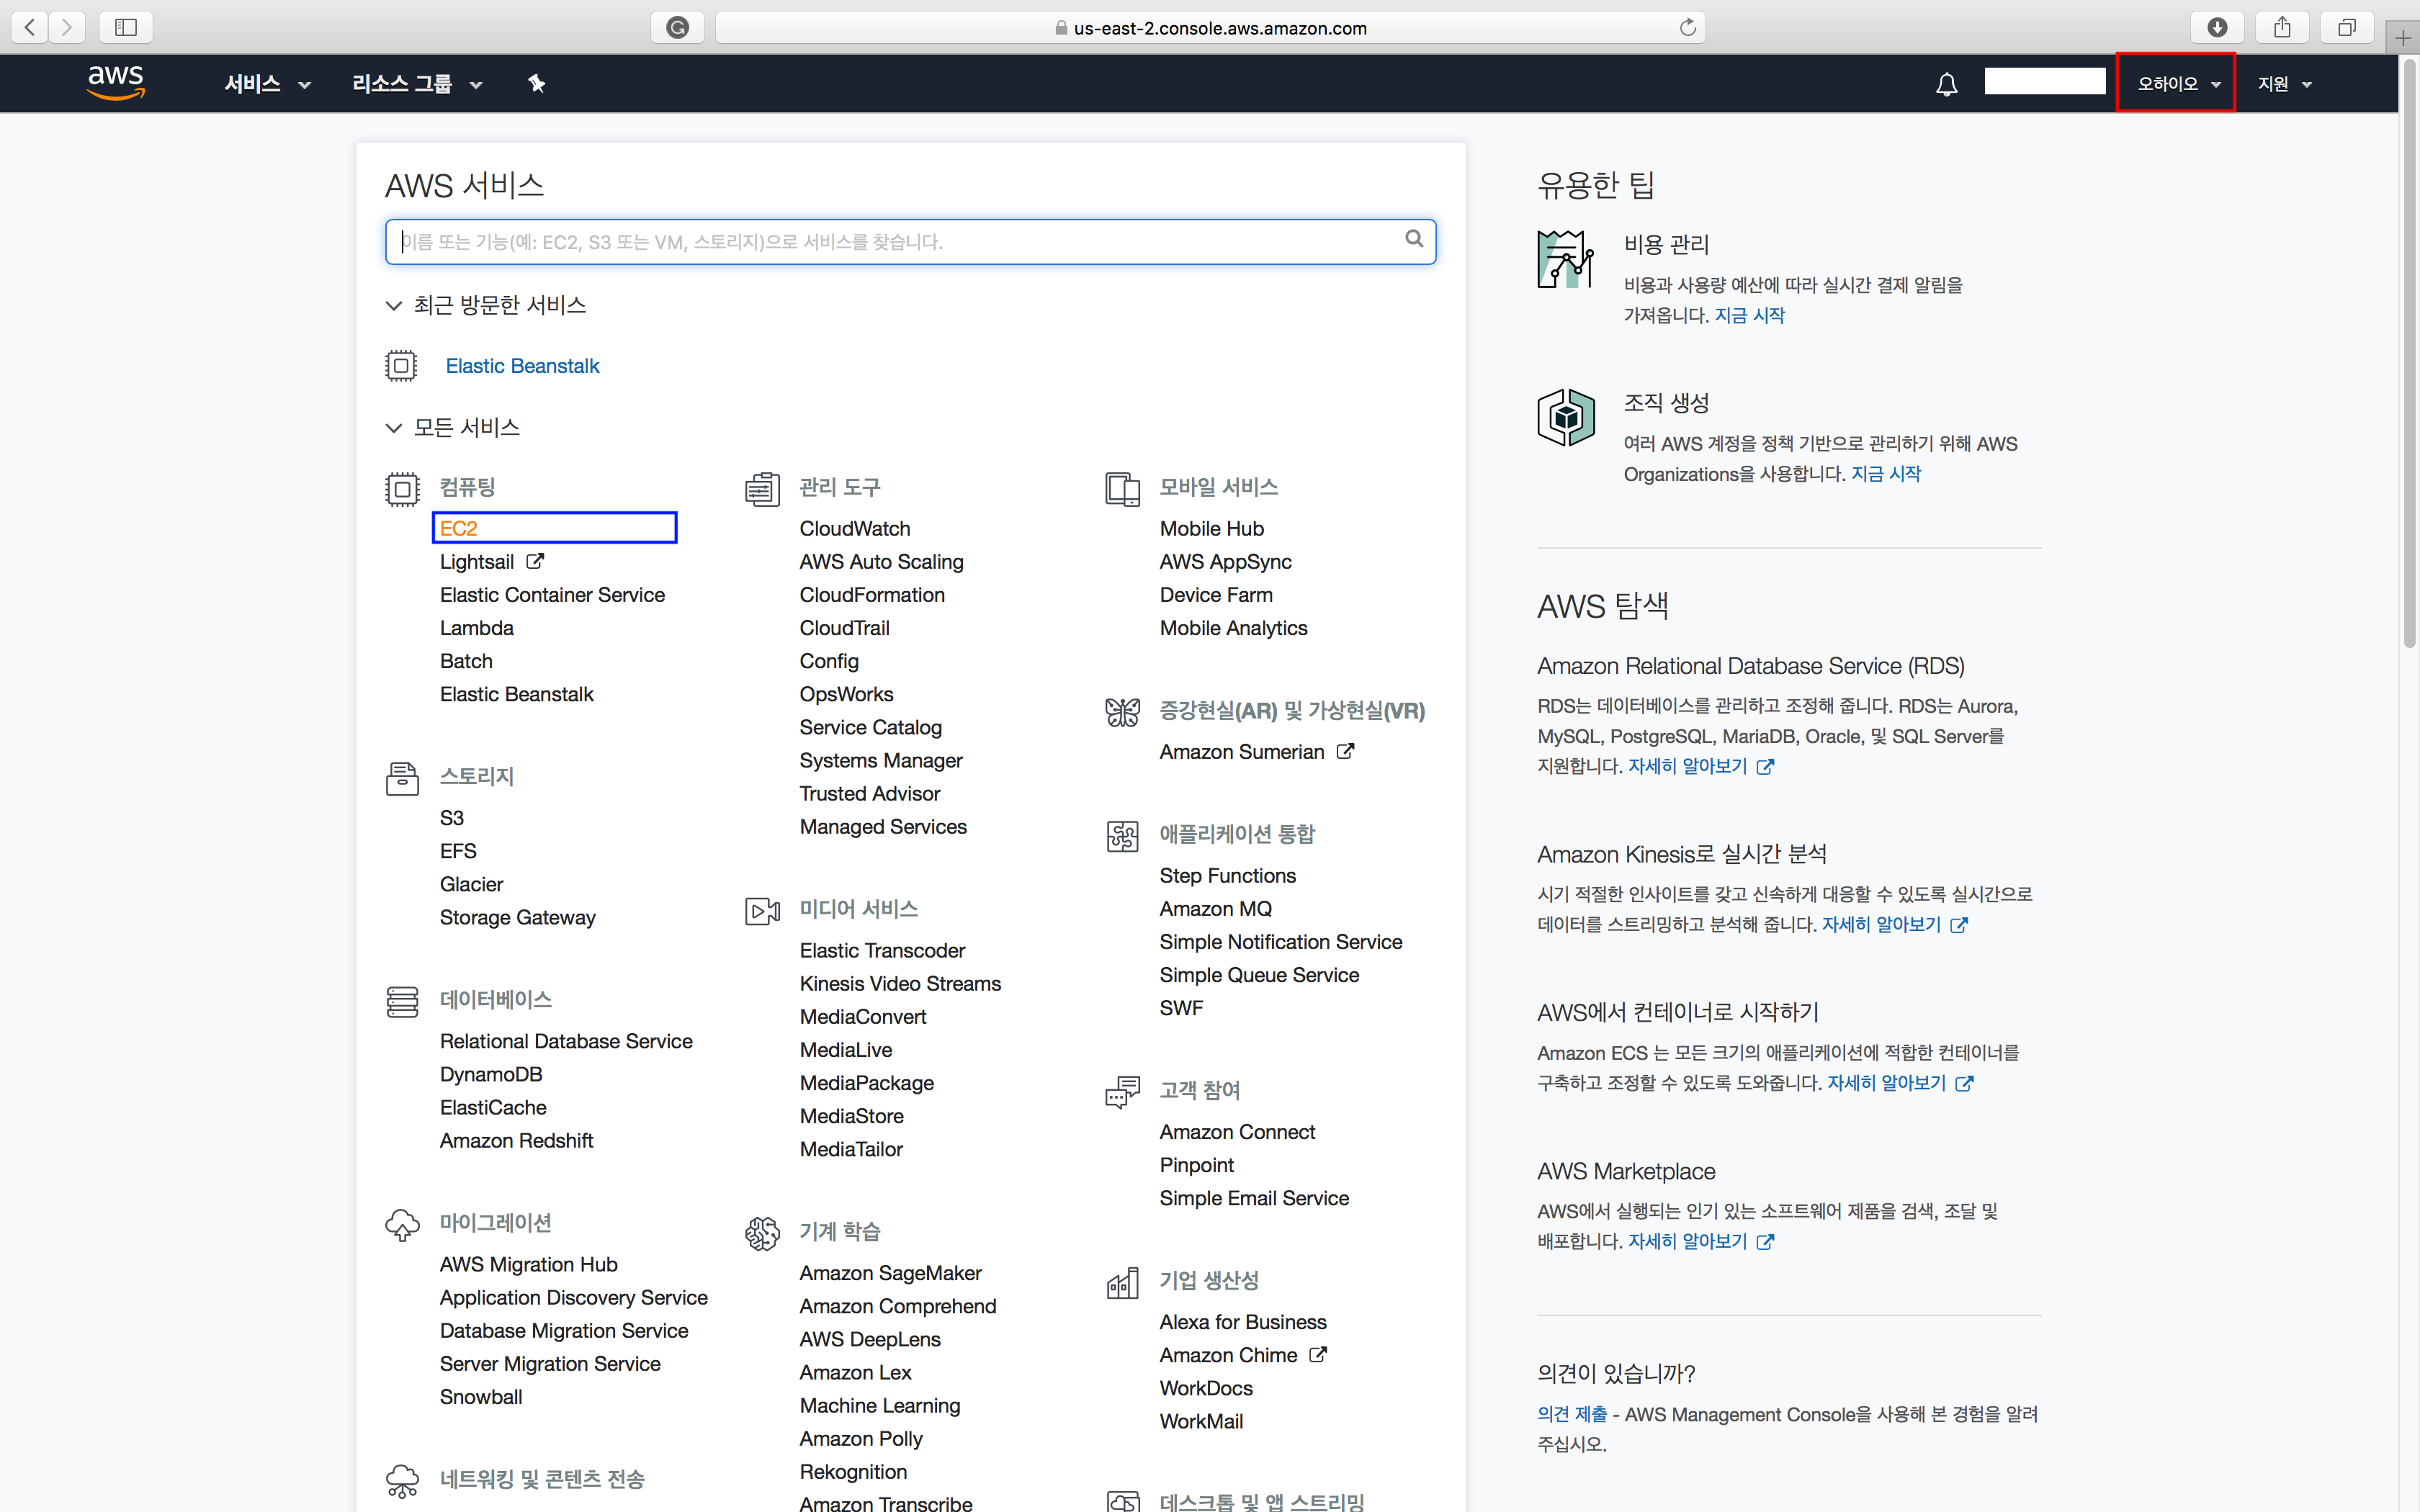 us-east-2.console.aws.amazon.com
aws
서비스
리소스 그룹
오하이오
지원
AWS 서비스
이름 또는 기능(예: EC2, S3 또는 VM, 스토리지)으로 서비스를 찾습니다.
최근 방문한 서비스
Elastic Beanstalk
모든 서비스
컴퓨팅
EC2
Lightsail
Elastic Container Service
Lambda
Batch
Elastic Beanstalk
스토리지
S3
EFS
Glacier
Storage Gateway
데이터베이스
Relational Database Service
DynamoDB
ElastiCache
Amazon Redshift
마이그레이션
AWS Migration Hub
Application Discovery Service
Database Migration Service
Server Migration Service
Snowball
네트워킹 및 콘텐츠 전송
관리 도구
CloudWatch
AWS Auto Scaling
CloudFormation
CloudTrail
Config
OpsWorks
Service Catalog
Systems Manager
Trusted Advisor
Managed Services
미디어 서비스
Elastic Transcoder
Kinesis Video Streams
MediaConvert
MediaLive
MediaPackage
MediaStore
MediaTailor
기계 학습
Amazon SageMaker
Amazon Comprehend
AWS DeepLens
Amazon Lex
Machine Learning
Amazon Polly
Rekognition
Amazon Transcribe
모바일 서비스
Mobile Hub
AWS AppSync
Device Farm
Mobile Analytics
증강현실(AR) 및 가상현실(VR)
Amazon Sumerian
애플리케이션 통합
Step Functions
Amazon MQ
Simple Notification Service
Simple Queue Service
SWF
고객 참여
Amazon Connect
Pinpoint
Simple Email Service
기업 생산성
Alexa for Business
Amazon Chime
WorkDocs
WorkMail
데스크톱 및 앱 스트리밍
유용한 팁
비용 관리
비용과 사용량 예산에 따라 실시간 결제 알림을
가져옵니다. 지금 시작
조직 생성
여러 AWS 계정을 정책 기반으로 관리하기 위해 AWS
Organizations을 사용합니다. 지금 시작
AWS 탐색
Amazon Relational Database Service (RDS)
RDS는 데이터베이스를 관리하고 조정해 줍니다. RDS는 Aurora,
MySQL, PostgreSQL, MariaDB, Oracle, 및 SQL Server를
지원합니다. 자세히 알아보기
Amazon Kinesis로 실시간 분석
시기 적절한 인사이트를 갖고 신속하게 대응할 수 있도록 실시간으로
데이터를 스트리밍하고 분석해 줍니다. 자세히 알아보기
AWS에서 컨테이너로 시작하기
Amazon ECS 는 모든 크기의 애플리케이션에 적합한 컨테이너를
구축하고 조정할 수 있도록 도와줍니다. 자세히 알아보기
AWS Marketplace
AWS에서 실행되는 인기 있는 소프트웨어 제품을 검색, 조달 및
배포합니다. 자세히 알아보기
의견이 있습니까?
의견 제출 - AWS Management Console을 사용해 본 경험을 알려
주십시오.